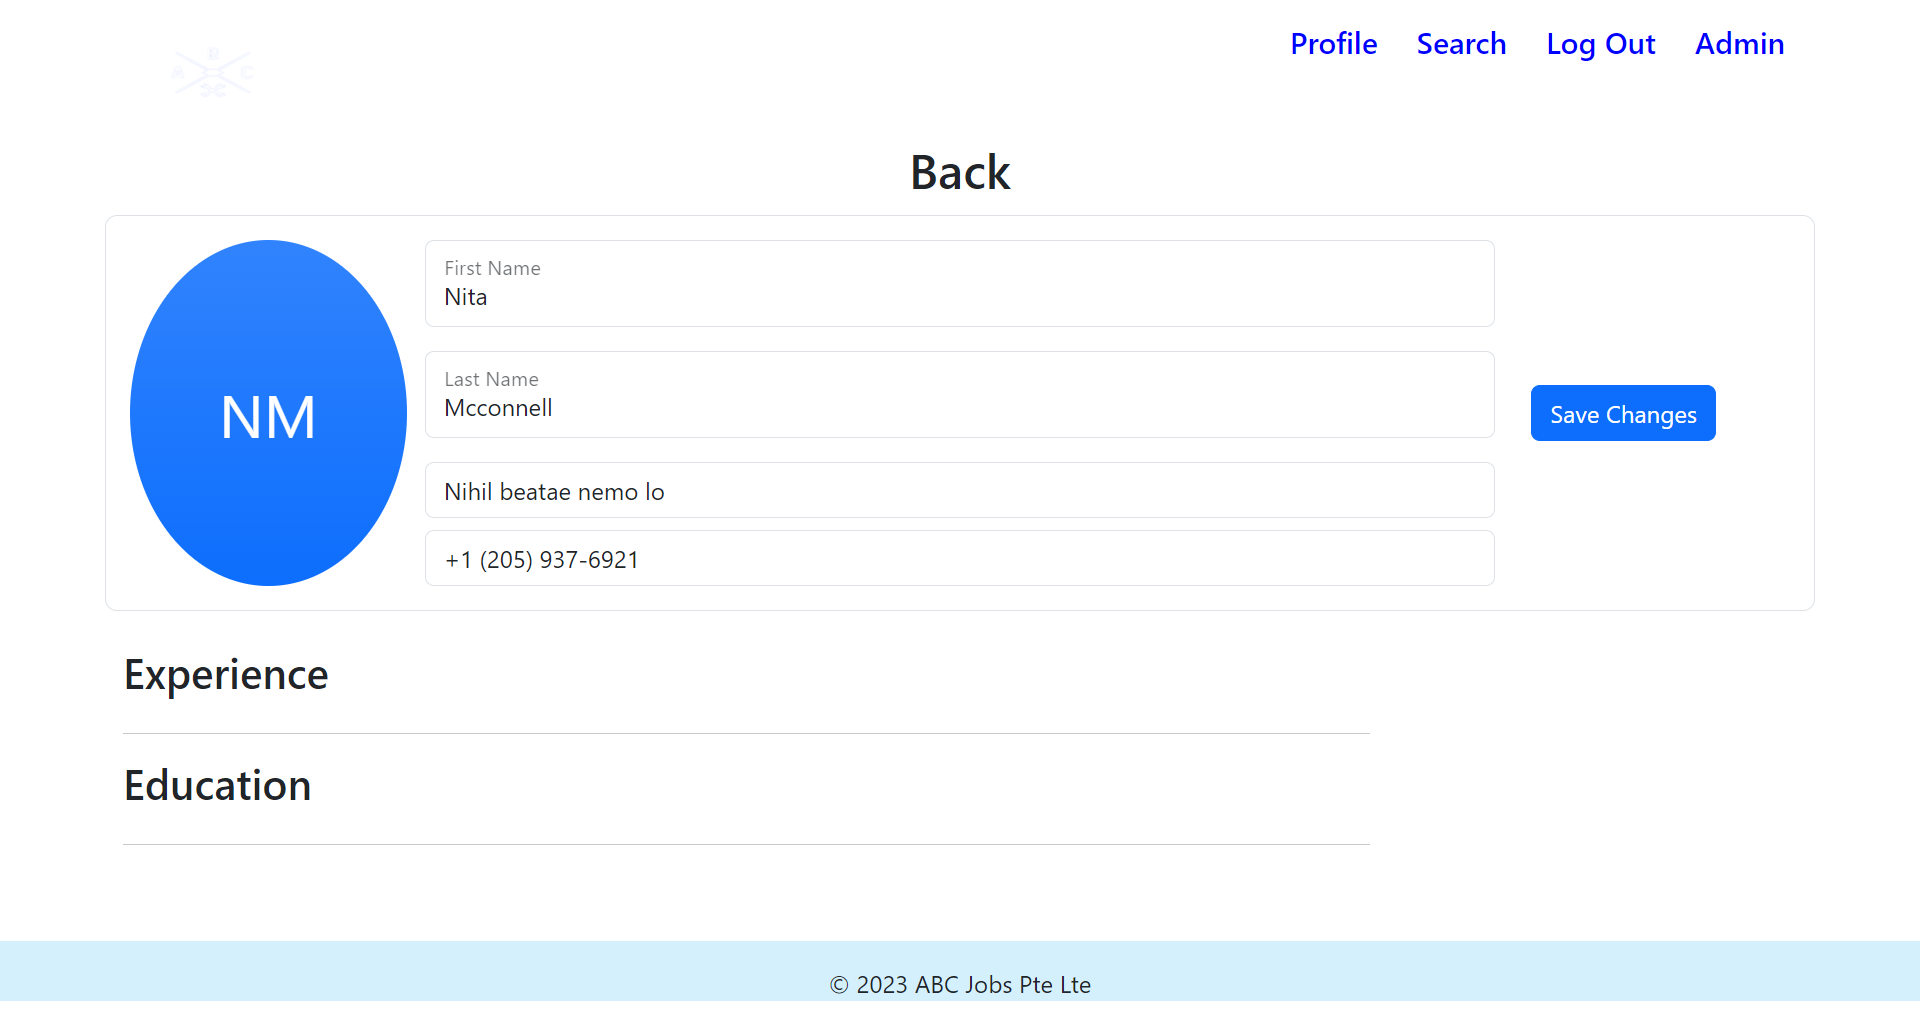 A B C
Profile Search Log Out Admin
Back
NM
First Name
Nita
Last Name
Mcconnell
Nihil beatae nemo lo
+1 (205) 937-6921
Save Changes
Experience
Education
© 2023 ABC Jobs Pte Lte